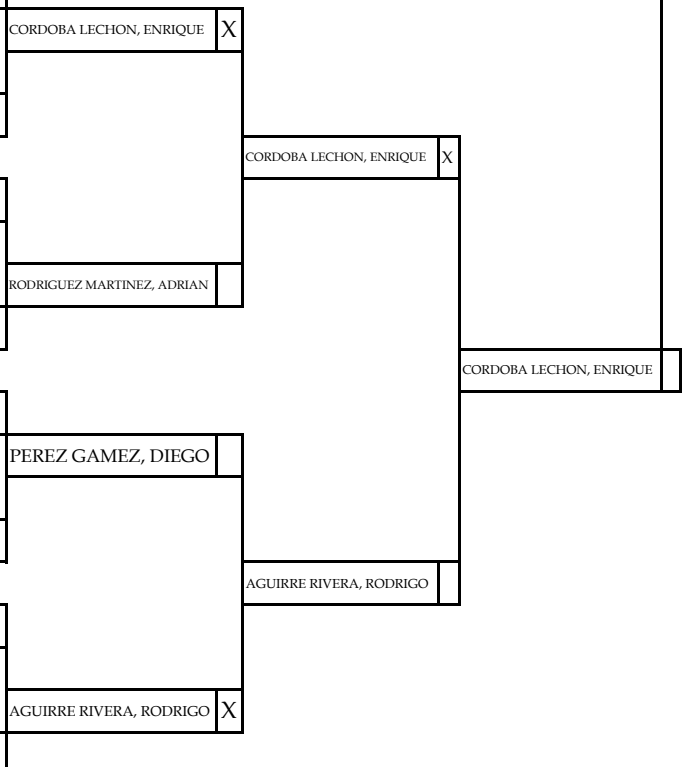 CORDOBA LECHON, ENRIQUE X
CORDOBA LECHON, ENRIQUE X
RODRIGUEZ MARTINEZ, ADRIAN
CORDOBA LECHON, ENRIQUE
PEREZ GAMEZ, DIEGO
AGUIRRE RIVERA, RODRIGO
AGUIRRE RIVERA, RODRIGO X